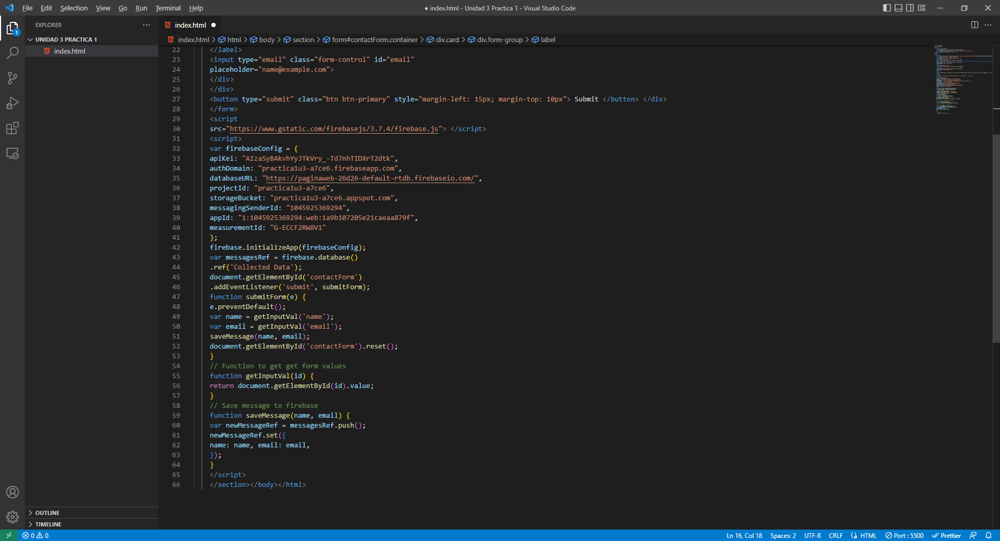 File Edit Selection View Go Run Terminal Help
● index.html - Unidad 3 Practica 1 - Visual Studio Code
EXPLORER
1
UNIDAD 3 PRACTICA 1
index.html
index.html
index.html > html > body > section > form#contactForm.container > div.card > div.form-group > label
22 </label>
23 <input type="email" class="form-control" id="email"
24 placeholder="name@example.com">
25 </div>
26 </div>
27 <button type="submit" class="btn btn-primary" style="margin-left: 15px; margin-top: 10px"> Submit </button> </div>
28 </form>
29 <script
30 src="https://www.gstatic.com/firebasejs/3.7.4/firebase.js"> </script>
31 <script>
32 var firebaseConfig = {
33 apiKei: "AIzaSyBAkvhYyJTkVry_-Td7nhTIDXrT2dtk",
34 authDomain: "practica1u3-a7ce6.firebaseapp.com",
35 databaseURL: "https://paginaweb-26d26-default-rtdb.firebaseio.com/",
36 projectId: "practica1u3-a7ce6",
37 storageBucket: "practica1u3-a7ce6.appspot.com",
38 messagingSenderId: "1045925369294",
39 appId: "1:1045925369294:web:1a9b107205e21caeaa879f",
40 measurementId: "G-ECCF2RW8V1"
41 };
42 firebase.initializeApp(firebaseConfig);
43 var messagesRef = firebase.database()
44 .ref('Collected Data');
45 document.getElementById('contactForm')
46 .addEventListener('submit', submitForm);
47 function submitForm(e) {
48 e.preventDefault();
49 var name = getInputVal('name');
50 var email = getInputVal('email');
51 saveMessage(name, email);
52 document.getElementById('contactForm').reset();
53 }
54 // Function to get get form values
55 function getInputVal(id) {
56 return document.getElementById(id).value;
57 }
58 // Save message to firebase
59 function saveMessage(name, email) {
60 var newMessageRef = messagesRef.push();
61 newMessageRef.set({
62 name: name, email: email,
63 });
64 }
65 </script>
66 </section></body></html>
OUTLINE
TIMELINE
0 0
Ln 16, Col 18 Spaces: 2 UTF-8 CRLF HTML Port : 5500 Prettier